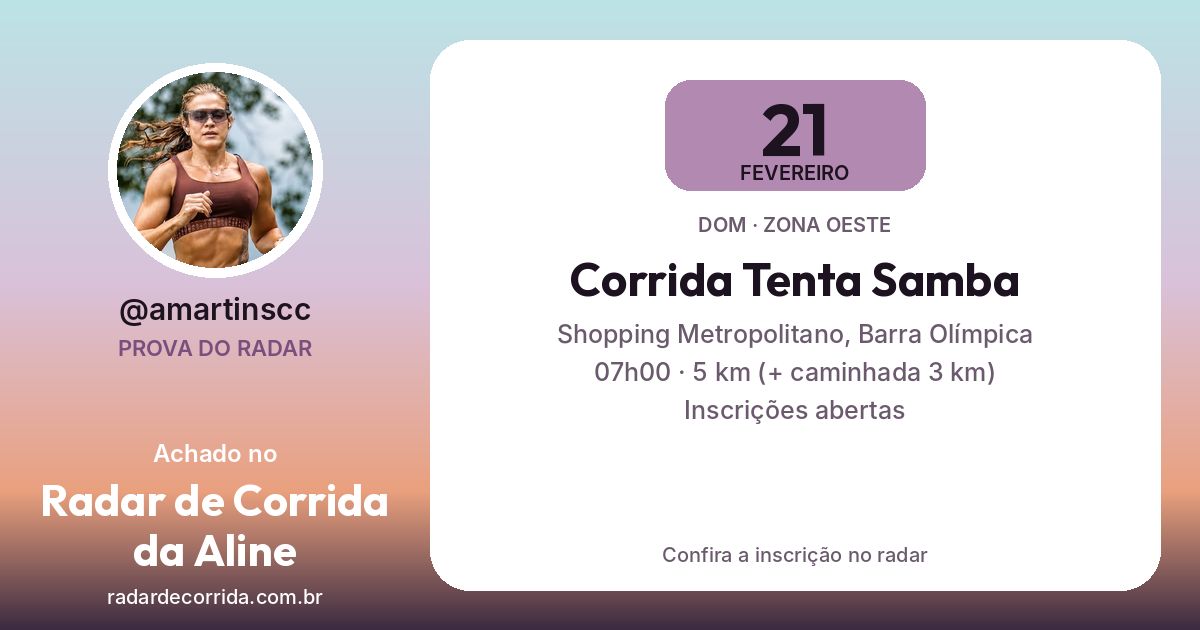 @amartinscc
PROVA DO RADAR
Achado no
Radar de Corrida
da Aline
radardecorrida.com.br
21
FEVEREIRO
DOM · ZONA OESTE
Corrida Tenta Samba
Shopping Metropolitano, Barra Olímpica
07h00 · 5 km (+ caminhada 3 km)
Inscrições abertas
Confira a inscrição no radar